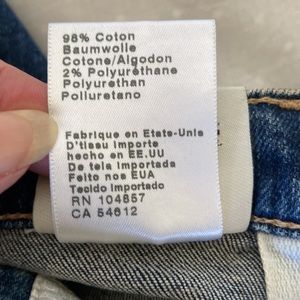 98% Coton
Baumwolle
Cotone/Algodon
2% Polyuréthane
Polyurethan
Poliuretano
Fabrique en Etats-Unis
D'tissu importe
hecho en EE.UU
De tela importada
Feito nos EUA
Tecido importado
RN 104857
CA 54612